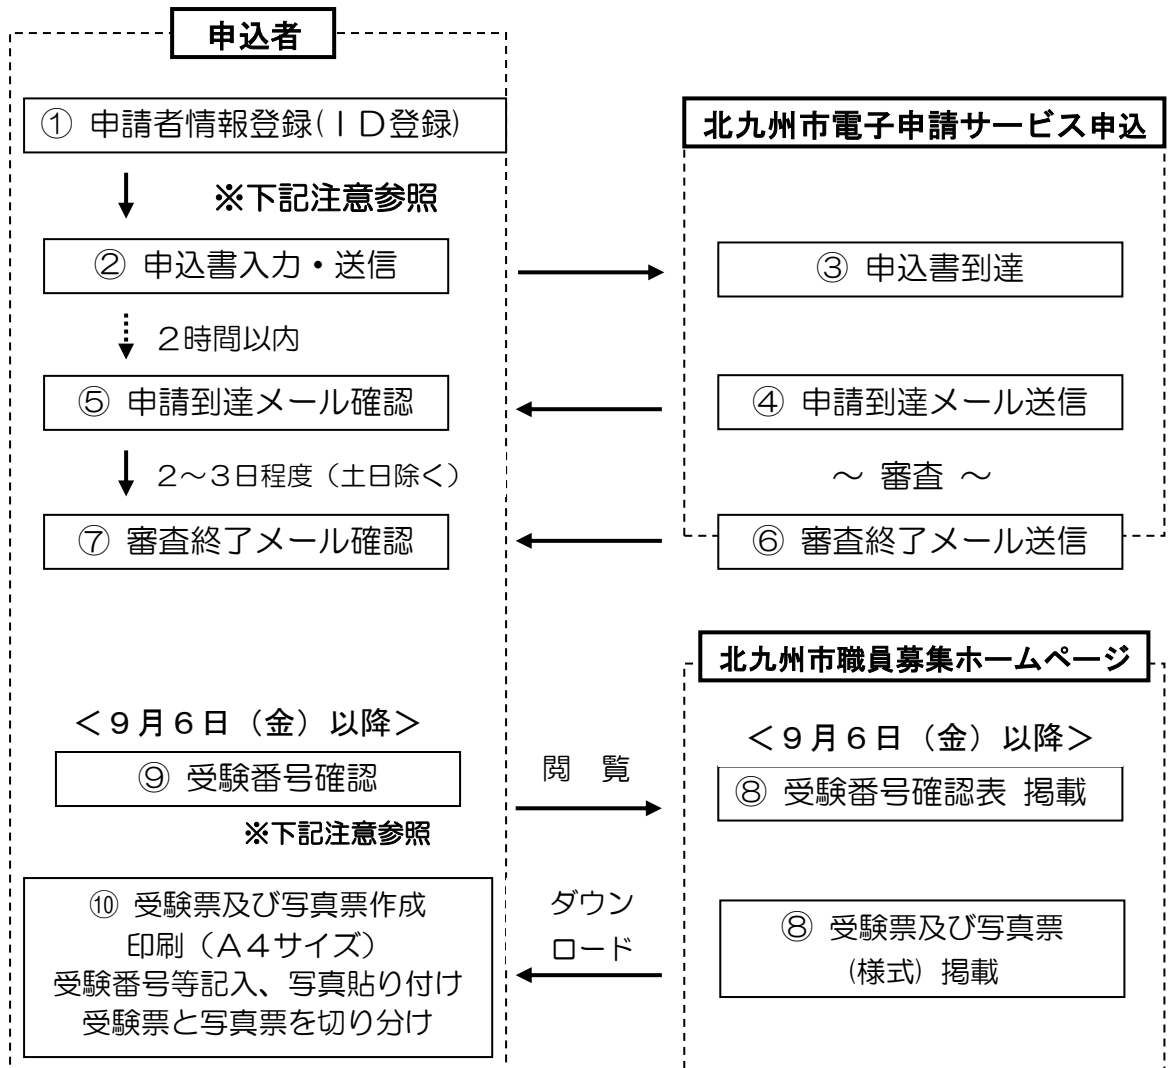 申込者
① 申請者情報登録(ＩＤ登録)
北九州市電子申請サービス申込
※下記注意参照
② 申込書入力・送信
③ 申込書到達
２時間以内
⑤ 申請到達メール確認
④ 申請到達メール送信
２～３日程度（土日除く）
～ 審査 ～
⑦ 審査終了メール確認
⑥ 審査終了メール送信
北九州市職員募集ホームページ
＜９月６日（金）以降＞
＜９月６日（金）以降＞
⑨ 受験番号確認
閲　覧
⑧ 受験番号確認表 掲載
※下記注意参照
⑩ 受験票及び写真票作成
印刷（Ａ４サイズ）
受験番号等記入、写真貼り付け
受験票と写真票を切り分け
ダウン
ロード
⑧ 受験票及び写真票
(様式) 掲載